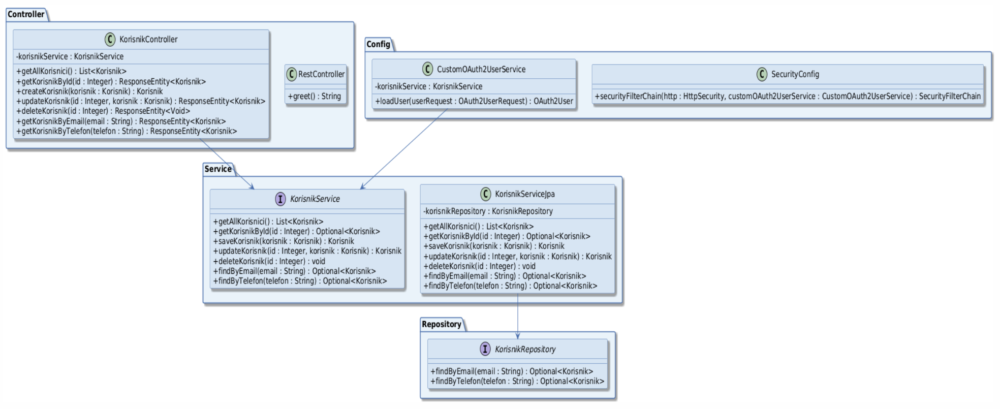 Controller
C KorisnikController
-korisnikService : KorisnikService
+getAllKorisnici() : List<Korisnik>
+getKorisnikById(id : Integer) : ResponseEntity<Korisnik>
+createKorisnik(korisnik : Korisnik) : Korisnik
+updateKorisnik(id : Integer, korisnik : Korisnik) : ResponseEntity<Korisnik>
+deleteKorisnik(id : Integer) : ResponseEntity<Void>
+getKorisnikByEmail(email : String) : ResponseEntity<Korisnik>
+getKorisnikByTelefon(telefon : String) : ResponseEntity<Korisnik>
C RestController
+greet() : String
Config
C CustomOAuth2UserService
-korisnikService : KorisnikService
+loadUser(userRequest : OAuth2UserRequest) : OAuth2User
C SecurityConfig
+securityFilterChain(http : HttpSecurity, customOAuth2UserService : CustomOAuth2UserService) : SecurityFilterChain
Service
I KorisnikService
+getAllKorisnici() : List<Korisnik>
+getKorisnikById(id : Integer) : Optional<Korisnik>
+saveKorisnik(korisnik : Korisnik) : Korisnik
+updateKorisnik(id : Integer, korisnik : Korisnik) : Korisnik
+deleteKorisnik(id : Integer) : void
+findByEmail(email : String) : Optional<Korisnik>
+findByTelefon(telefon : String) : Optional<Korisnik>
C KorisnikServiceJpa
-korisnikRepository : KorisnikRepository
+getAllKorisnici() : List<Korisnik>
+getKorisnikById(id : Integer) : Optional<Korisnik>
+saveKorisnik(korisnik : Korisnik) : Korisnik
+updateKorisnik(id : Integer, korisnik : Korisnik) : Korisnik
+deleteKorisnik(id : Integer) : void
+findByEmail(email : String) : Optional<Korisnik>
+findByTelefon(telefon : String) : Optional<Korisnik>
Repository
I KorisnikRepository
+findByEmail(email : String) : Optional<Korisnik>
+findByTelefon(telefon : String) : Optional<Korisnik>